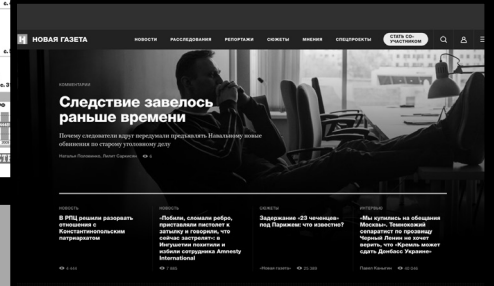 НОВАЯ ГАЗЕТА
НОВОСТИ
РАССЛЕДОВАНИЯ
РЕПОРТАЖИ
СЮЖЕТЫ
МНЕНИЯ
СПЕЦПРОЕКТЫ
СТАТЬ СО-
УЧАСТНИКОМ
КОММЕНТАРИИ
Следствие завелось
раньше времени
Почему следователи вдруг передумали предъявлять Навальному новые
обвинения по старому уголовному делу
НОВОСТЬ
В РПЦ решили разорвать
отношения с
Константинопольским
патриархатом
НОВОСТЬ
«Побили, сломали ребро,
приставляли пистолет к
затылку и говорили, что
сейчас застрелят»: в
Ингушетии похитили и
избили сотрудника Amnesty
International
СЮЖЕТЫ
Задержание «23 чеченцев»
под Парижем: что известно?
«Новая газета»
ИНТЕРВЬЮ
«Мы купились на обещания
Москвы». Темнокожий
сепаратист по прозвищу
Черный Ленин не хочет
верить, что «Кремль может
сдать Донбасс Украине»
Павел Каныгин